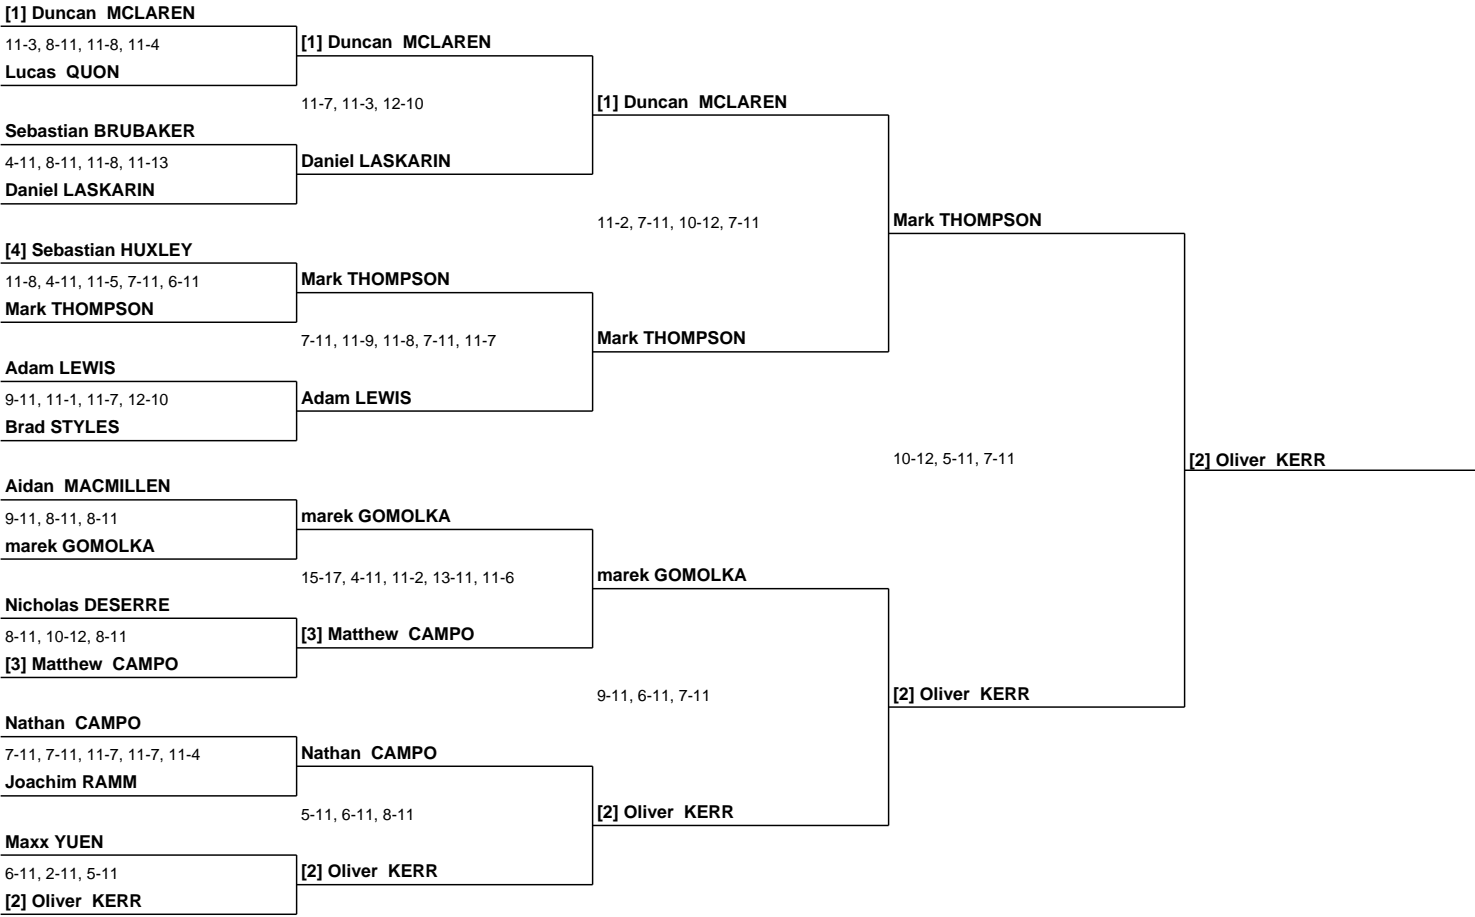 [1] Duncan MCLAREN
11-3, 8-11, 11-8, 11-4
Lucas QUON
Sebastian BRUBAKER
4-11, 8-11, 11-8, 11-13
Daniel LASKARIN
[4] Sebastian HUXLEY
11-8, 4-11, 11-5, 7-11, 6-11
Mark THOMPSON
Adam LEWIS
9-11, 11-1, 11-7, 12-10
Brad STYLES
Aidan MACMILLEN
9-11, 8-11, 8-11
marek GOMOLKA
Nicholas DESERRE
8-11, 10-12, 8-11
[3] Matthew CAMPO
Nathan CAMPO
7-11, 7-11, 11-7, 11-7, 11-4
Joachim RAMM
Maxx YUEN
6-11, 2-11, 5-11
[2] Oliver KERR
[1] Duncan MCLAREN
11-7, 11-3, 12-10
Daniel LASKARIN
Mark THOMPSON
7-11, 11-9, 11-8, 7-11, 11-7
Adam LEWIS
marek GOMOLKA
15-17, 4-11, 11-2, 13-11, 11-6
[3] Matthew CAMPO
Nathan CAMPO
5-11, 6-11, 8-11
[2] Oliver KERR
[1] Duncan MCLAREN
11-2, 7-11, 10-12, 7-11
Mark THOMPSON
marek GOMOLKA
9-11, 6-11, 7-11
[2] Oliver KERR
Mark THOMPSON
10-12, 5-11, 7-11
[2] Oliver KERR
[2] Oliver KERR